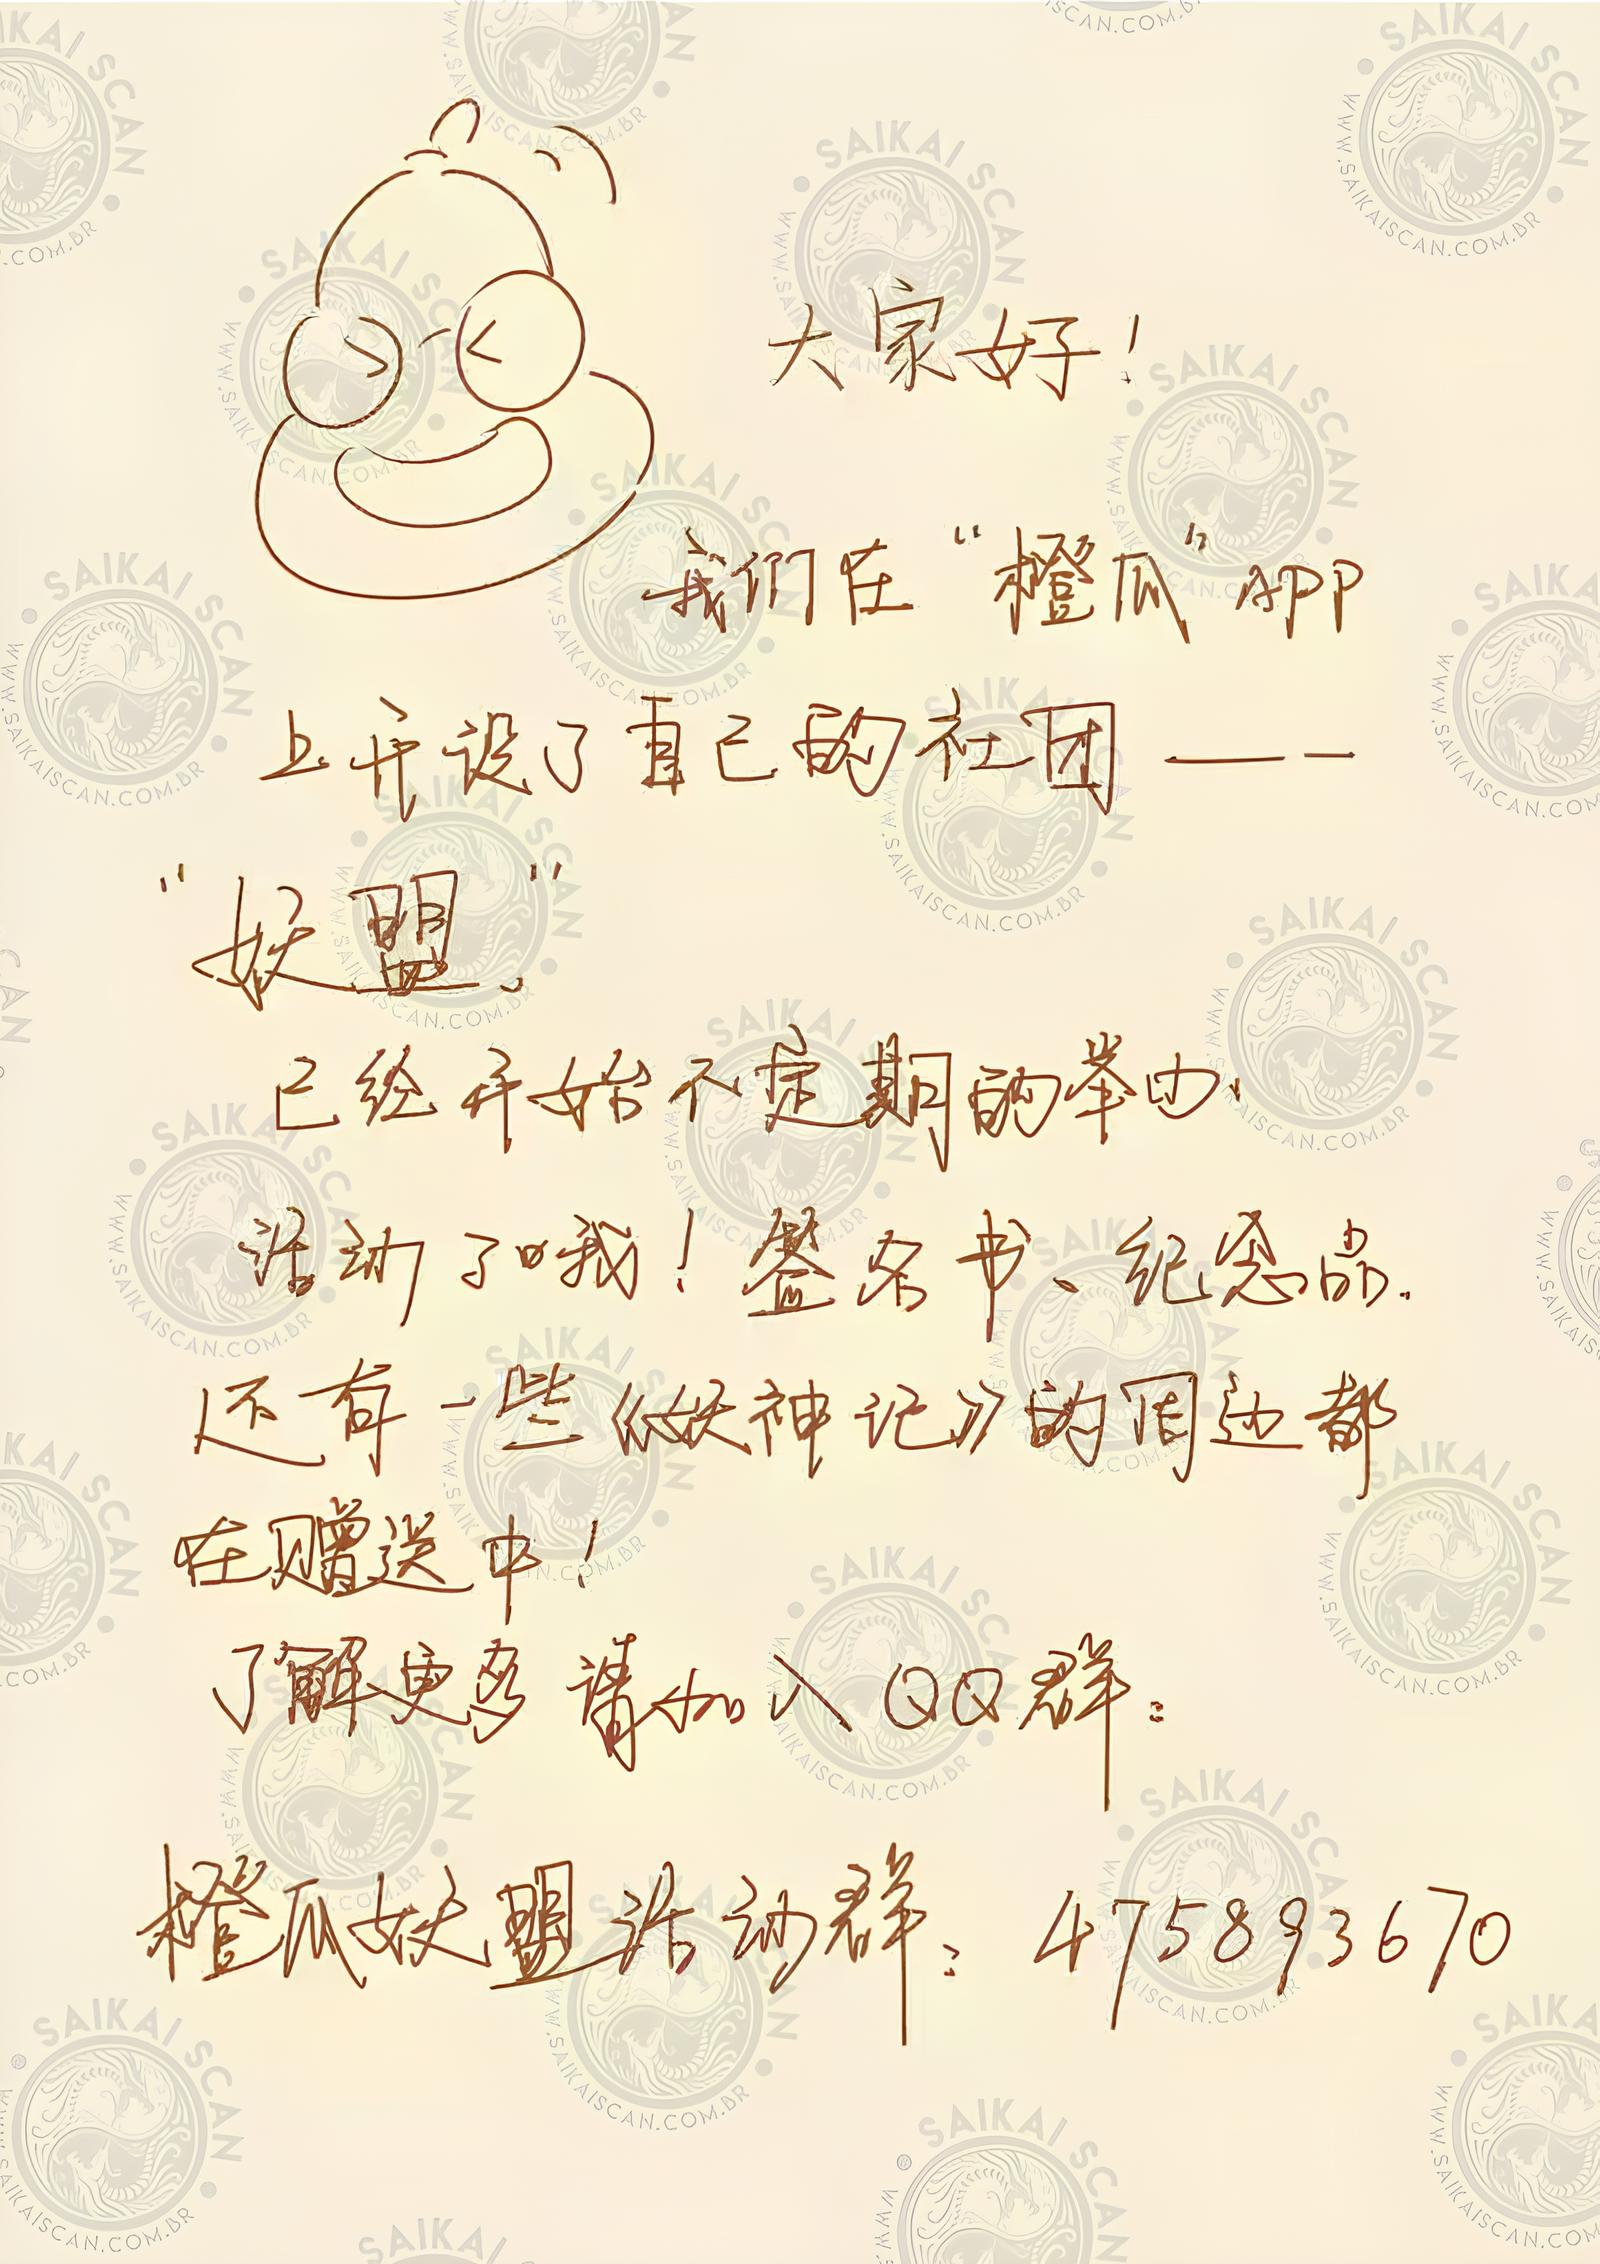 大家好！
我们在“橙瓜”APP
上开设了自己的社团——
“妖盟”
已经开始不定期的举办
活动了哦！签名书、纪念品.
还有一些《妖神记》的周边都
在赠送中！
了解更多请加入QQ群：
橙瓜妖盟活动群：475893670
SAIKAI SCAN
WWW.SAIKAISCAN.COM.BR